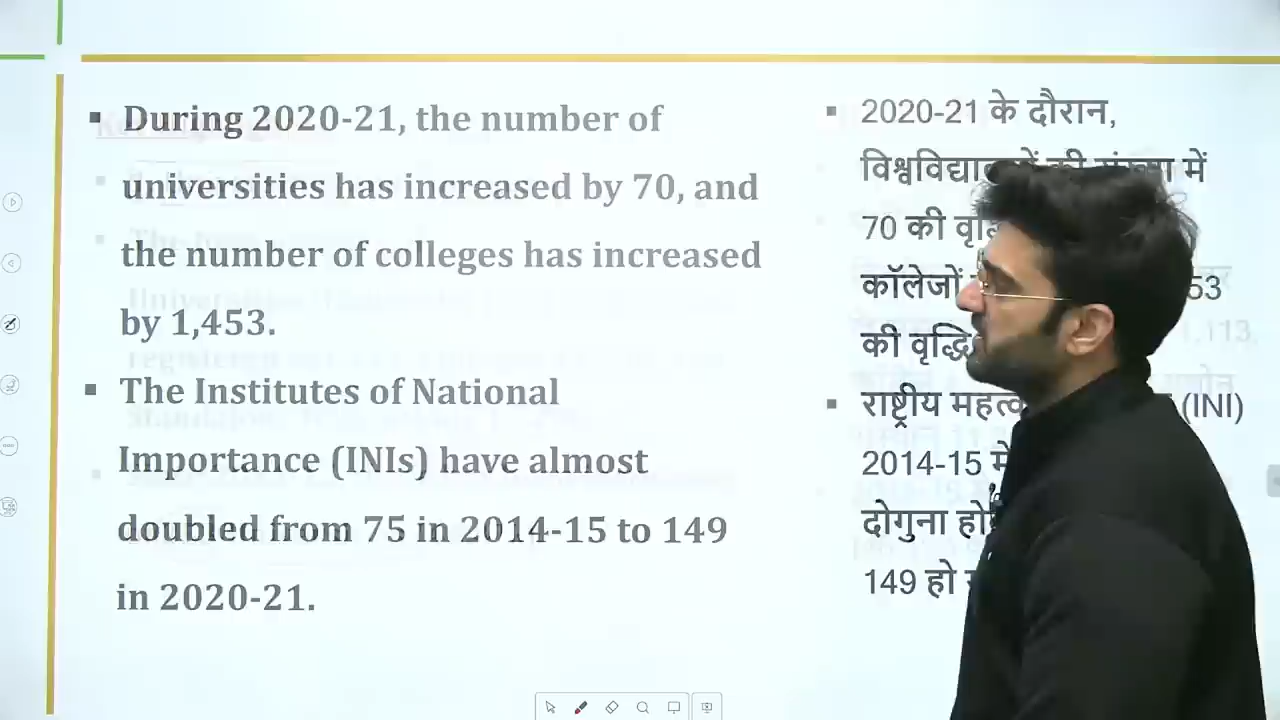 During 2020-21, the number of
universities has increased by 70, and
the number of colleges has increased
by 1,453.
The Institutes of National
Importance (INIs) have almost
doubled from 75 in 2014-15 to 149
in 2020-21.
2020-21 के दौरान,
में
70 की
कॉलेजों 53
की वृद्धि
राष्ट्रीय (INI)
2014-15
दोगुना
149 हो